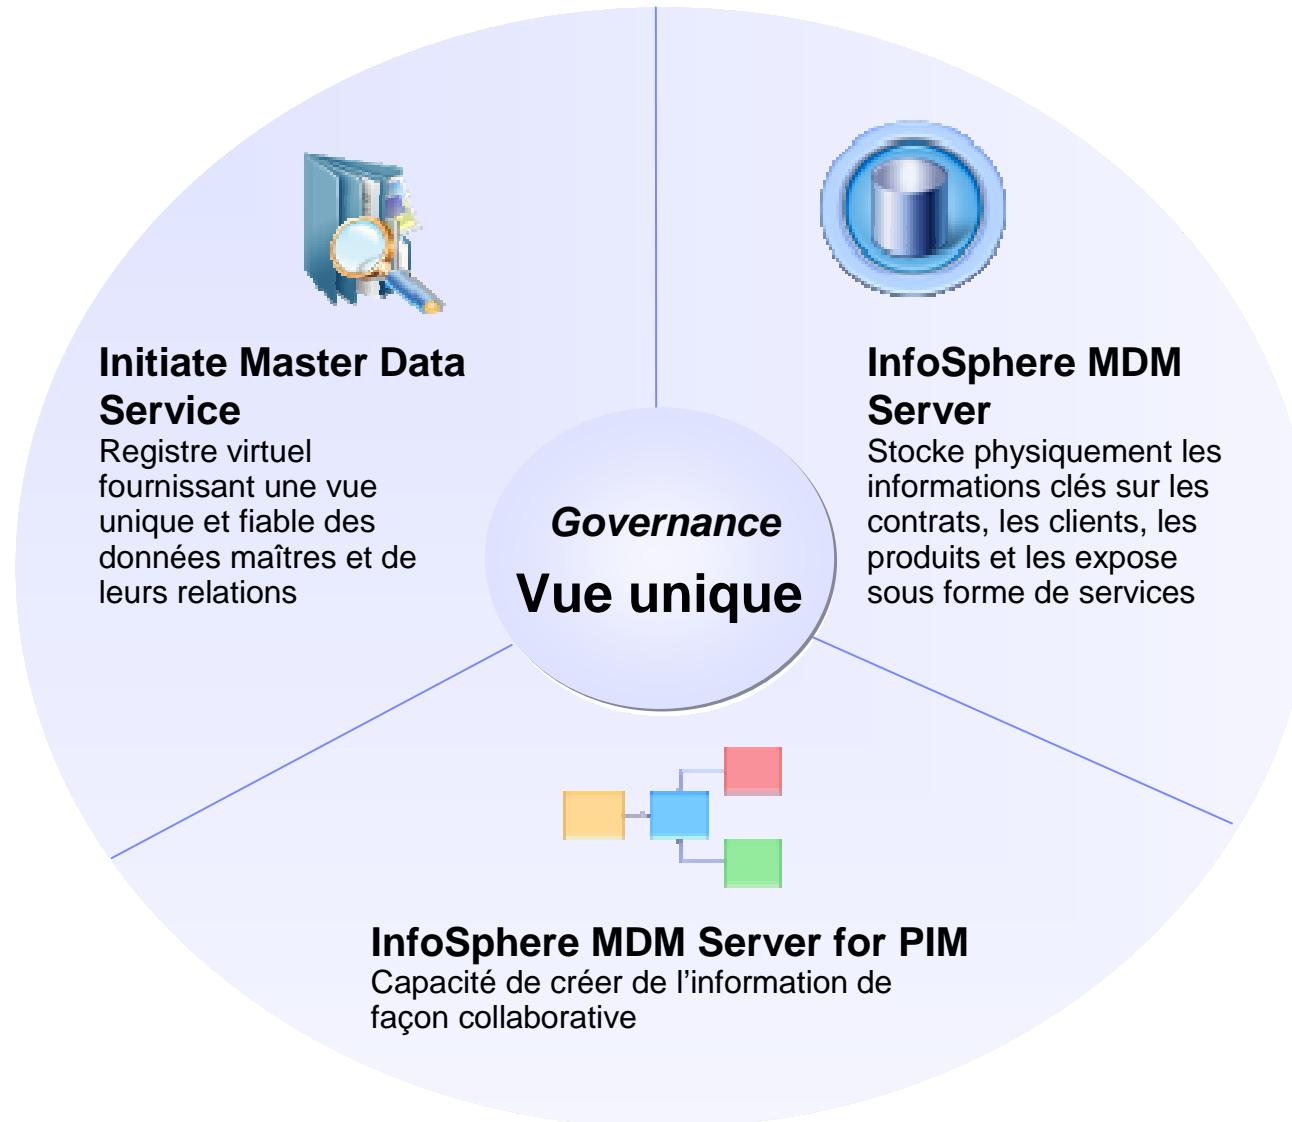 Initiate Master Data
Service
Registre virtuel
fournissant une vue
unique et fiable des
données maîtres et de
leurs relations
InfoSphere MDM
Server
Stocke physiquement les
informations clés sur les
contrats, les clients, les
produits et les expose
sous forme de services
Governance
Vue unique
InfoSphere MDM Server for PIM
Capacité de créer de l’information de
façon collaborative